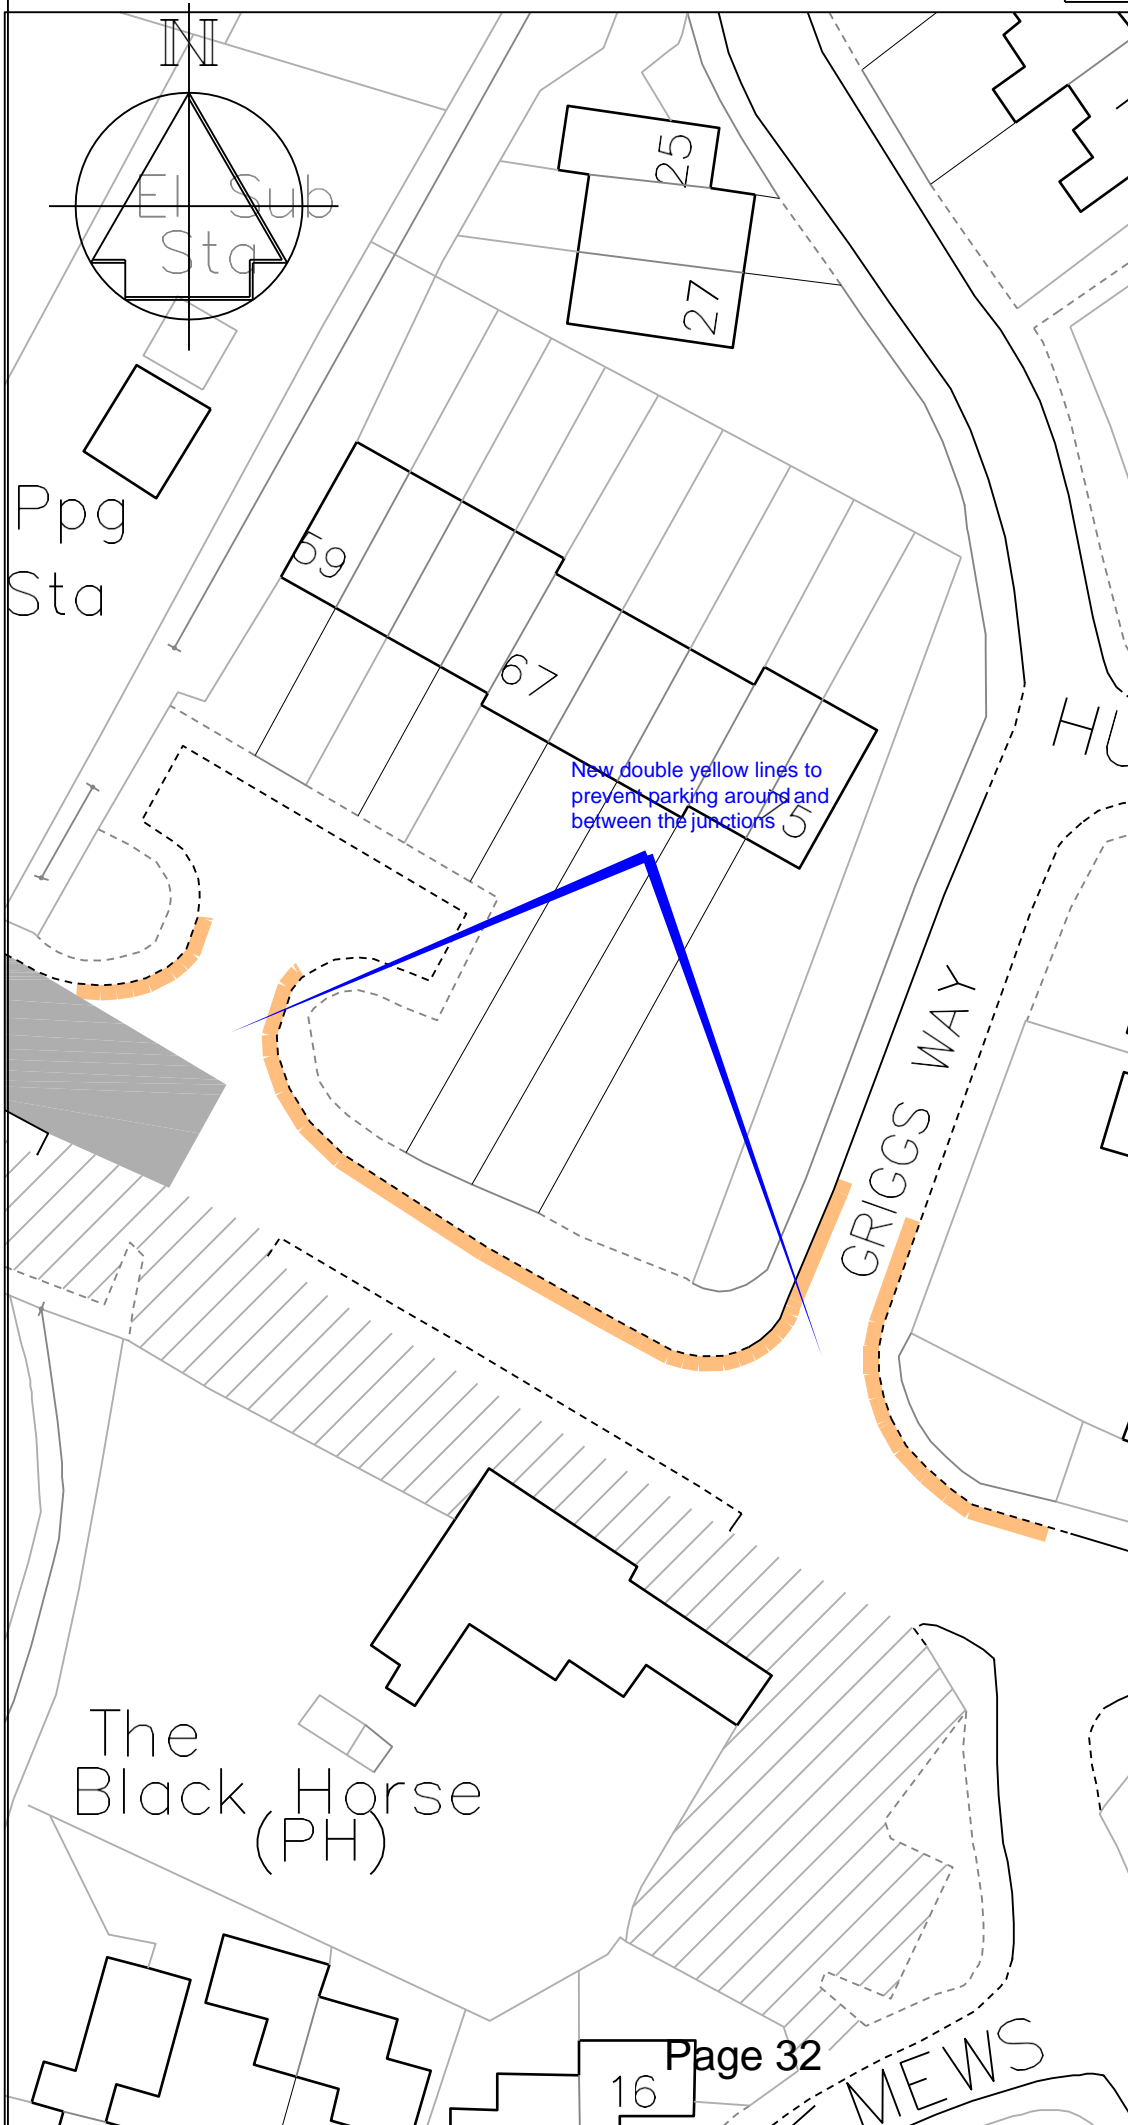 N
El Sub
Sta
25
27
Ppg
Sta
59
67
HU
New double yellow lines to
prevent parking around and
between the junctions
75
GRIGGS WAY
The
Black Horse
(PH)
Page 32
16
MEWS